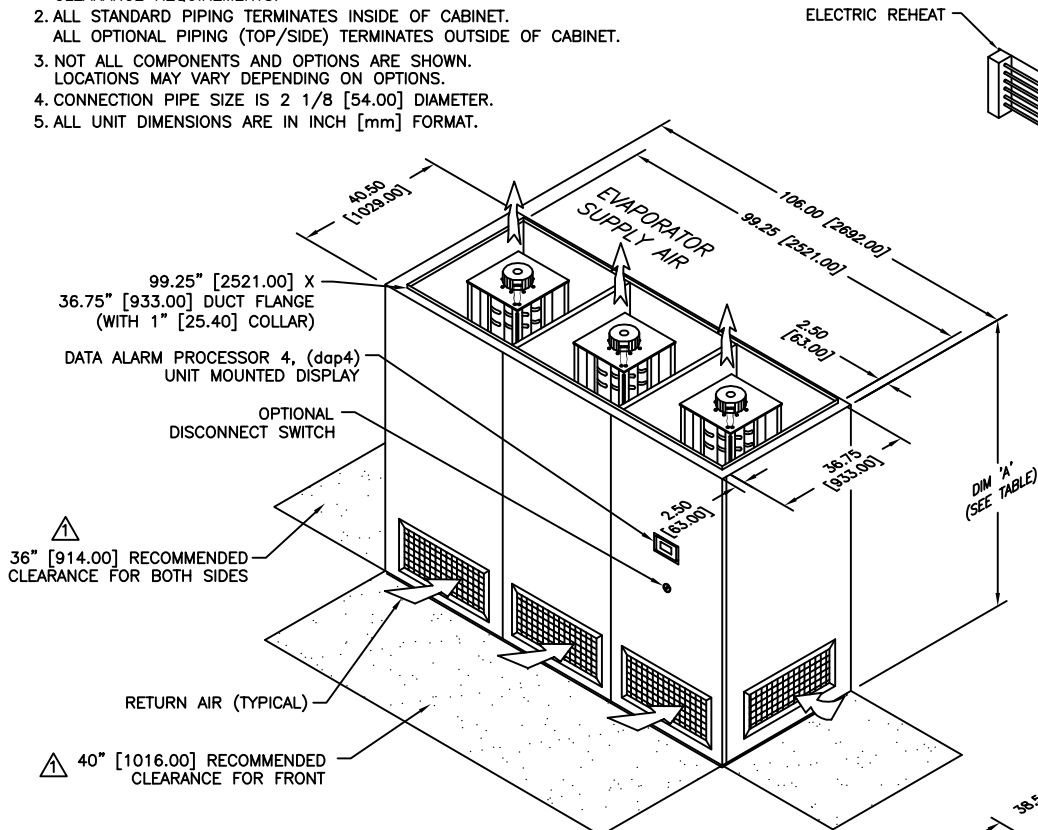 2. ALL STANDARD PIPING TERMINATES INSIDE OF CABINET.
ALL OPTIONAL PIPING (TOP/SIDE) TERMINATES OUTSIDE OF CABINET.
3. NOT ALL COMPONENTS AND OPTIONS ARE SHOWN.
LOCATIONS MAY VARY DEPENDING ON OPTIONS.
4. CONNECTION PIPE SIZE IS 2 1/8 [54.00] DIAMETER.
5. ALL UNIT DIMENSIONS ARE IN INCH [mm] FORMAT.
ELECTRIC REHEAT
40.50
[1029.00]
EVAPORATOR
SUPPLY AIR
106.00 [2692.00]
99.25 [2521.00]
2.50
[63.00]
99.25" [2521.00] X
36.75" [933.00] DUCT FLANGE
(WITH 1" [25.40] COLLAR)
DATA ALARM PROCESSOR 4, (dap4)
UNIT MOUNTED DISPLAY
OPTIONAL
DISCONNECT SWITCH
36.75
[933.00]
2.50
[63.00]
DIM 'A'
(SEE TABLE)
1
36" [914.00] RECOMMENDED
CLEARANCE FOR BOTH SIDES
RETURN AIR (TYPICAL)
1
40" [1016.00] RECOMMENDED
CLEARANCE FOR FRONT